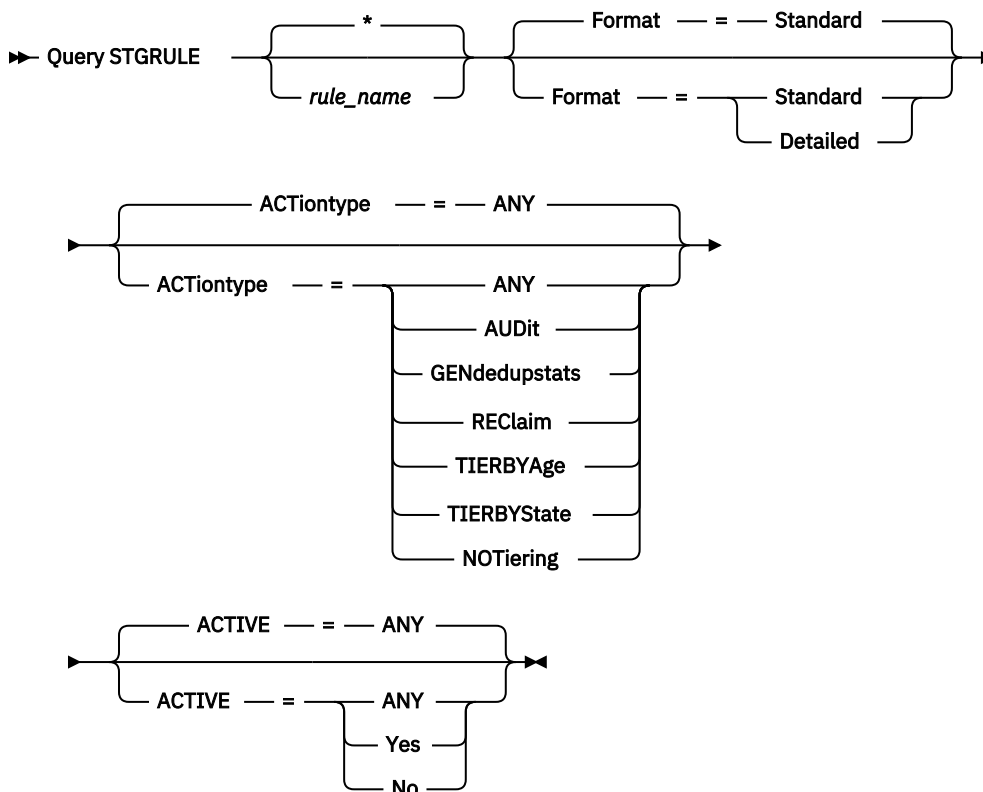 *
Format = Standard
Query STGRULE
rule_name
Format = Standard
Detailed
ACTiontype = ANY
ACTiontype = ANY
AUDit
GENdedupstats
REClaim
TIERBYAge
TIERBYState
NOTiering
ACTIVE = ANY
ACTIVE = ANY
Yes
No